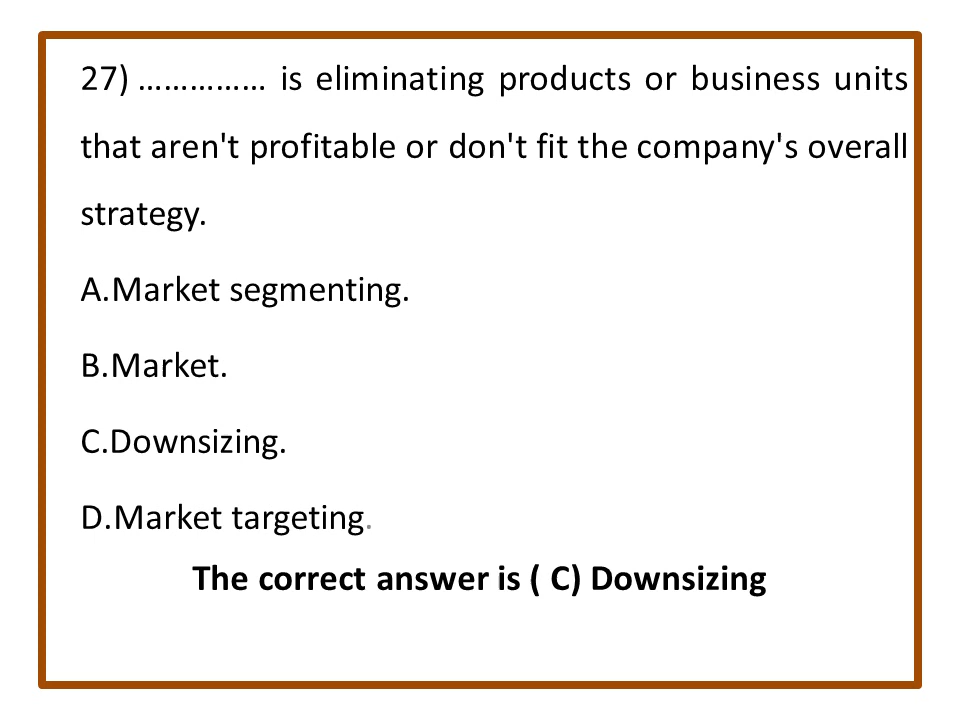 27) …………… is eliminating products or business units
that aren't profitable or don't fit the company's overall
strategy.
A.Market segmenting.
B.Market.
C.Downsizing.
D.Market targeting.
The correct answer is ( C) Downsizing